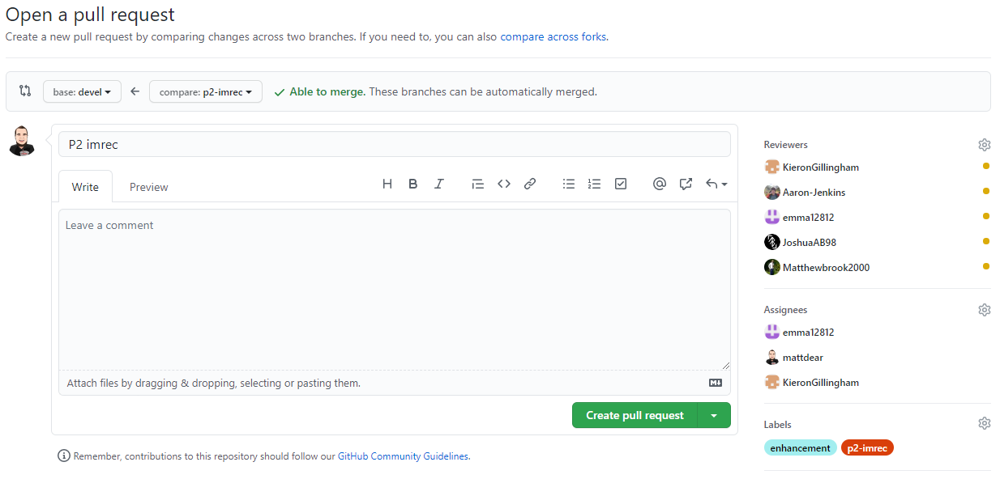 Open a pull request
Create a new pull request by comparing changes across two branches. If you need to, you can also compare across forks.
base: devel
compare: p2-imrec
Able to merge. These branches can be automatically merged.
P2 imrec
Write
Preview
H B I
Leave a comment
Attach files by dragging & dropping, selecting or pasting them.
Create pull request
Remember, contributions to this repository should follow our GitHub Community Guidelines.
Reviewers
KieronGillingham
Aaron-Jenkins
emma12812
JoshuaAB98
Matthewbrook2000
Assignees
emma12812
mattdear
KieronGillingham
Labels
enhancement p2-imrec